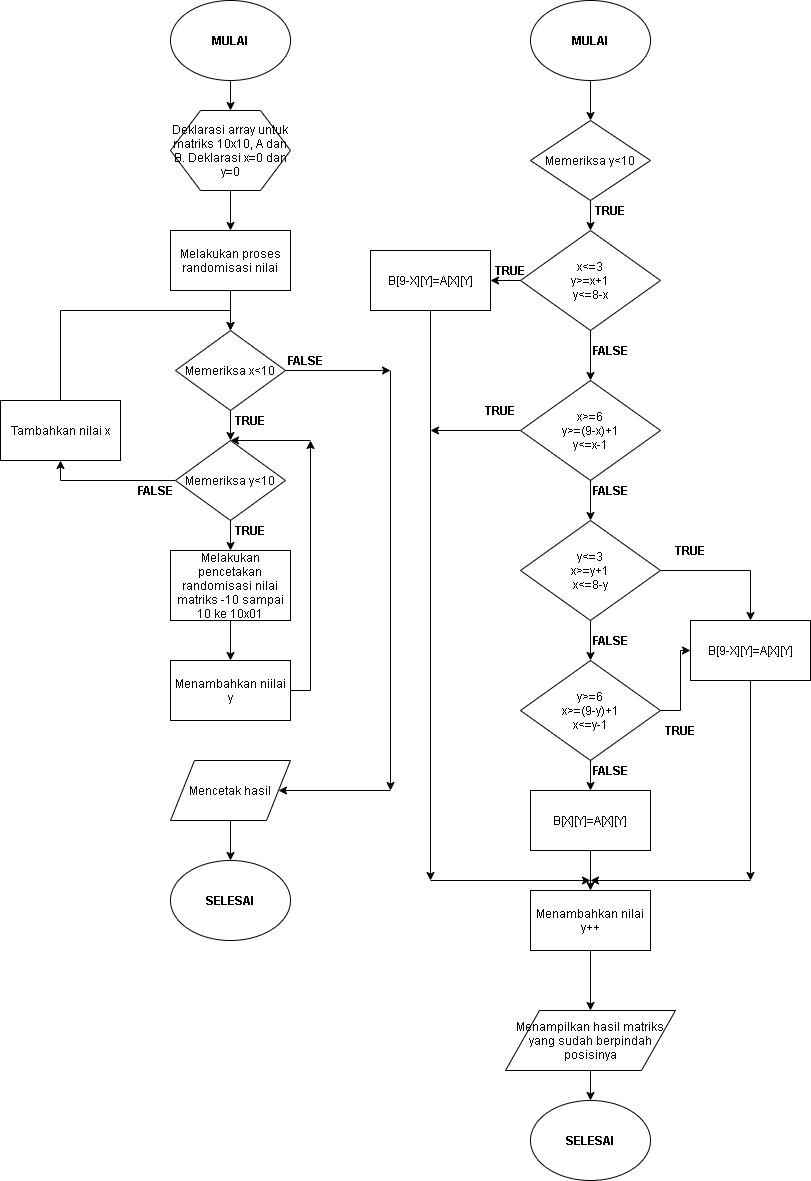 MULAI
Deklarasi array untuk
matriks 10x10, A dan
B. Deklarasi x=0 dan
y=0
Melakukan proses
randomisasi nilai
Memeriksa x<10
FALSE
TRUE
Tambahkan nilai x
Memeriksa y<10
FALSE
TRUE
Melakukan
pencetakan
randomisasi nilai
matriks -10 sampai
10 ke 10x01
Menambahkan niilai
y
Mencetak hasil
SELESAI
MULAI
Memeriksa y<10
TRUE
x<=3
y>=x+1
y<=8-x
TRUE
B[9-X][Y]=A[X][Y]
FALSE
x>=6
y>=(9-x)+1
y<=x-1
TRUE
FALSE
y<=3
x>=y+1
x<=8-y
TRUE
B[9-X][Y]=A[X][Y]
FALSE
y>=6
x>=(9-y)+1
x<=y-1
TRUE
FALSE
B[X][Y]=A[X][Y]
Menambahkan nilai
y++
Menampilkan hasil matriks
yang sudah berpindah
posisinya
SELESAI